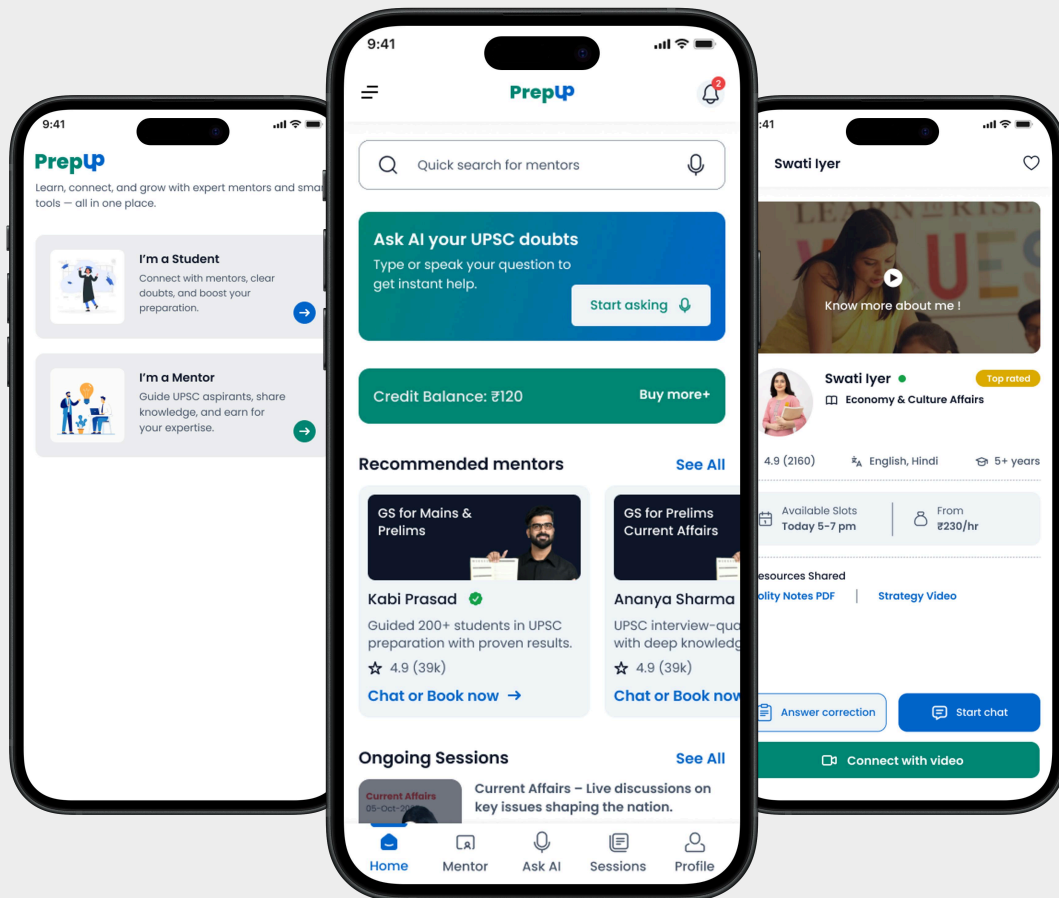 9:41
PrepUP
Learn, connect, and grow with expert mentors and smar
tools — all in one place.
I'm a Student
Connect with mentors, clear
doubts, and boost your
preparation.
I'm a Mentor
Guide UPSC aspirants, share
knowledge, and earn for
your expertise.
9:41
PrepUP
2
Quick search for mentors
Ask AI your UPSC doubts
Type or speak your question to
get instant help.
Start asking
Credit Balance: ₹120
Buy more+
Recommended mentors
See All
GS for Mains &
Prelims
Kabi Prasad
Guided 200+ students in UPSC
preparation with proven results.
4.9 (39k)
Chat or Book now →
GS for Prelims
Current Affairs
Ananya Sharma
UPSC interview-qua
with deep knowledg
4.9 (39k)
Chat or Book now
Ongoing Sessions
See All
Current Affairs
05-Oct-20
Current Affairs – Live discussions on
key issues shaping the nation.
Home
Mentor
Ask AI
Sessions
Profile
:41
Swati Iyer
LEARN to RISE
VALUES
Know more about me !
Swati Iyer
Top rated
Economy & Culture Affairs
4.9 (2160)
English, Hindi
5+ years
Available Slots
Today 5-7 pm
From
₹230/hr
esources Shared
olity Notes PDF
Strategy Video
Answer correction
Start chat
Connect with video